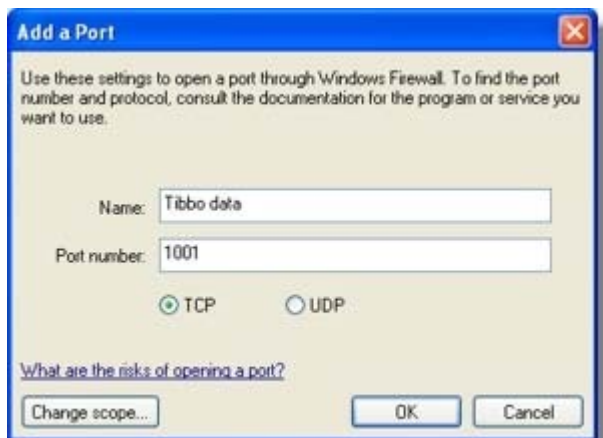 Add a Port
Use these settings to open a port through Windows Firewall. To find the port
number and protocol, consult the documentation for the program or service you
want to use.
Name: Tibbo data
Port number: 1001
TCP UDP
What are the risks of opening a port?
Change scope... OK Cancel